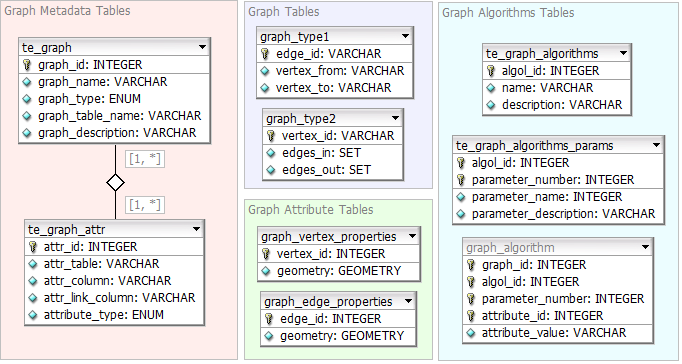 Graph Metadata Tables
te_graph
graph_id: INTEGER
graph_name: VARCHAR
graph_type: ENUM
graph_table_name: VARCHAR
graph_description: VARCHAR
[1, *]
[1, *]
te_graph_attr
attr_id: INTEGER
attr_table: VARCHAR
attr_column: VARCHAR
attr_link_column: VARCHAR
attribute_type: ENUM
Graph Tables
graph_type1
edge_id: VARCHAR
vertex_from: VARCHAR
vertex_to: VARCHAR
graph_type2
vertex_id: VARCHAR
edges_in: SET
edges_out: SET
Graph Attribute Tables
graph_vertex_properties
vertex_id: INTEGER
geometry: GEOMETRY
graph_edge_properties
edge_id: INTEGER
geometry: GEOMETRY
Graph Algorithms Tables
te_graph_algorithms
algol_id: INTEGER
name: VARCHAR
description: VARCHAR
te_graph_algorithms_params
algol_id: INTEGER
parameter_number: INTEGER
parameter_name: INTEGER
parameter_description: VARCHAR
graph_algorithm
graph_id: INTEGER
algol_id: INTEGER
parameter_number: INTEGER
attribute_id: INTEGER
attribute_value: VARCHAR